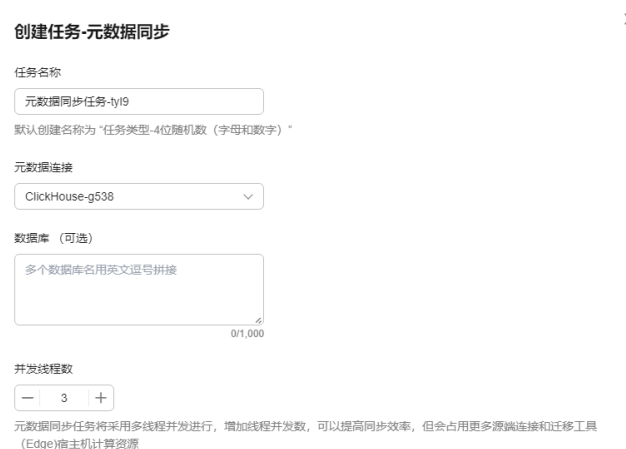 创建任务-元数据同步
任务名称
元数据同步任务-tyl9
默认创建名称为 “任务类型-4位随机数（字母和数字）”
元数据连接
ClickHouse-g538
数据库 （可选）
多个数据库名用英文逗号拼接
0/1,000
并发线程数
3
元数据同步任务将采用多线程并发进行，增加线程并发数，可以提高同步效率，但会占用更多源端连接和迁移工具
（Edge)宿主机计算资源